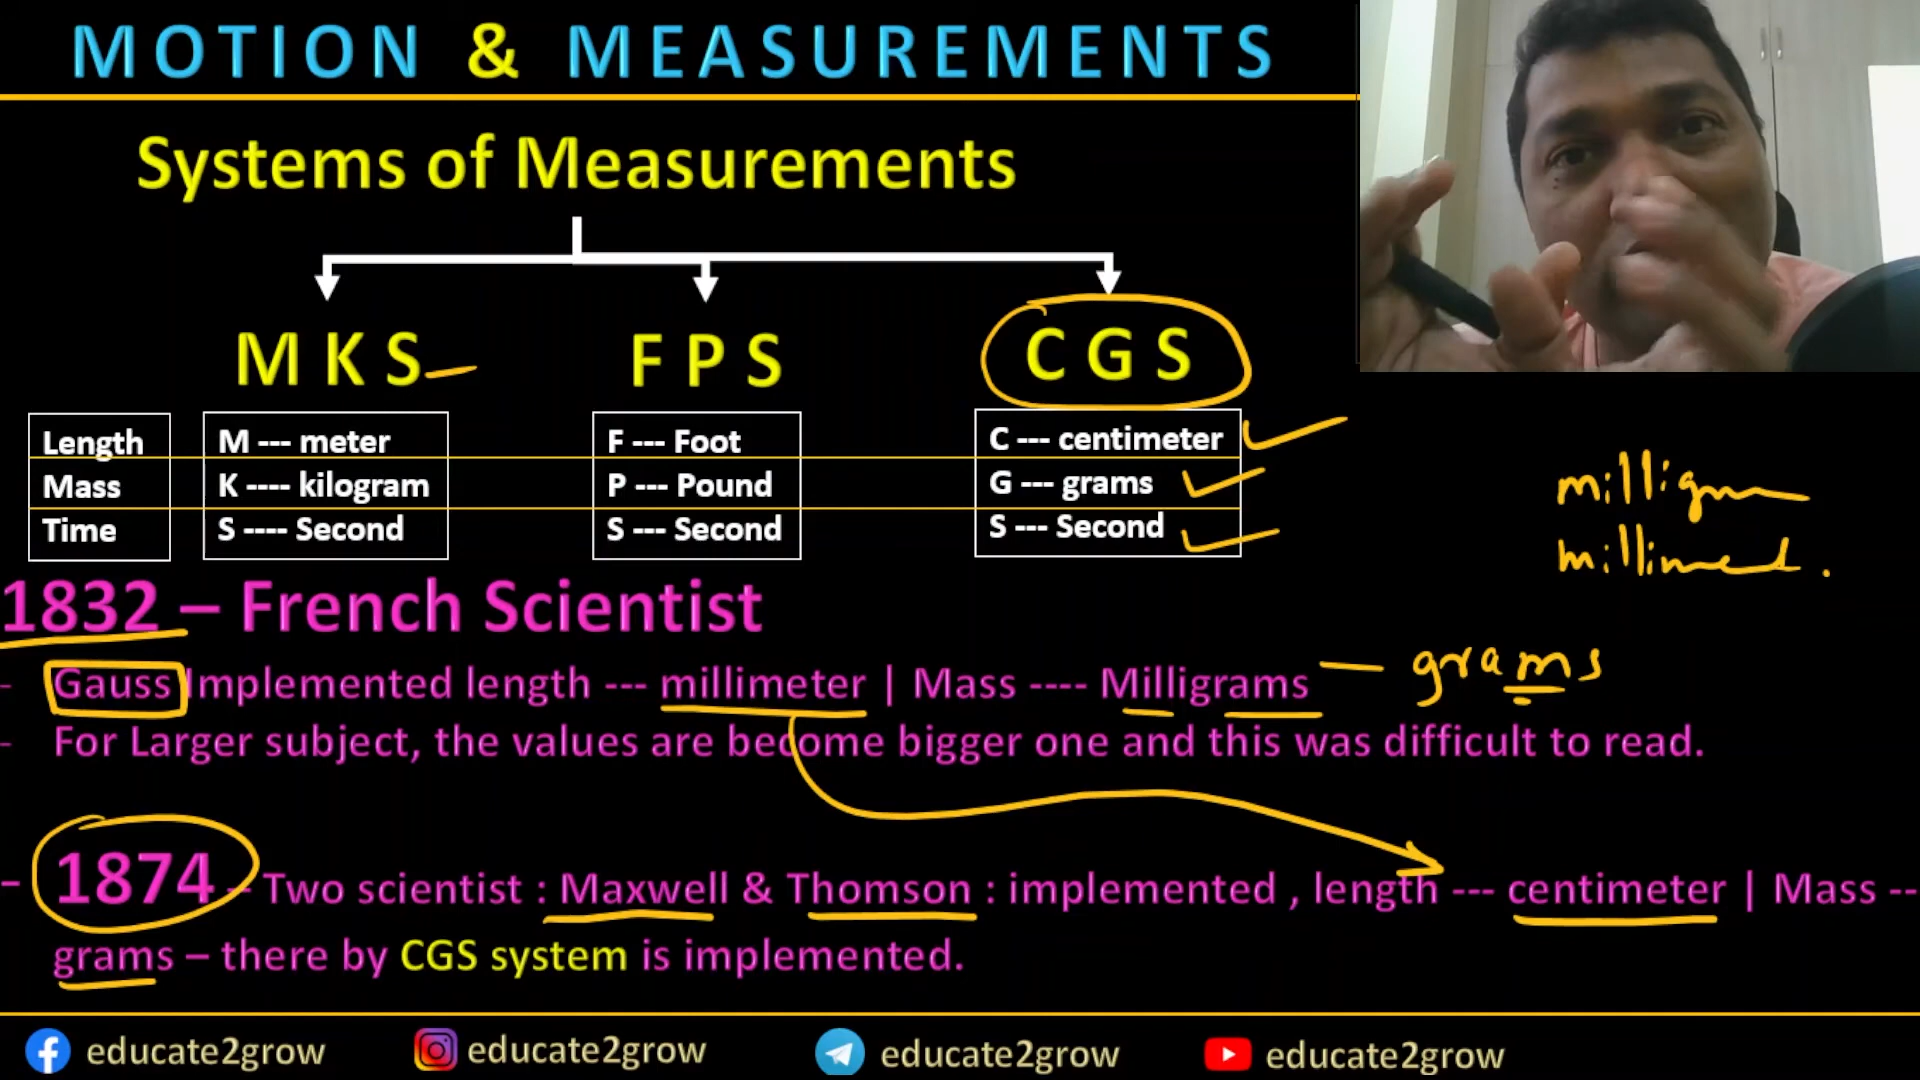 MOTION & MEASUREMENTS
Systems of Measurements
M K S
F P S
C G S
Length
Mass
Time
M --- meter
K ---- kilogram
S ---- Second
F --- Foot
P --- Pound
S --- Second
C --- centimeter
G --- grams
S --- Second
1832 – French Scientist
- Gauss Implemented length --- millimeter | Mass ---- Milligrams — grams
- For Larger subject, the values are become bigger one and this was difficult to read.
- 1874 – Two scientist : Maxwell & Thomson : implemented , length --- centimeter | Mass --
grams – there by CGS system is implemented.
educate2grow
educate2grow
educate2grow
educate2grow